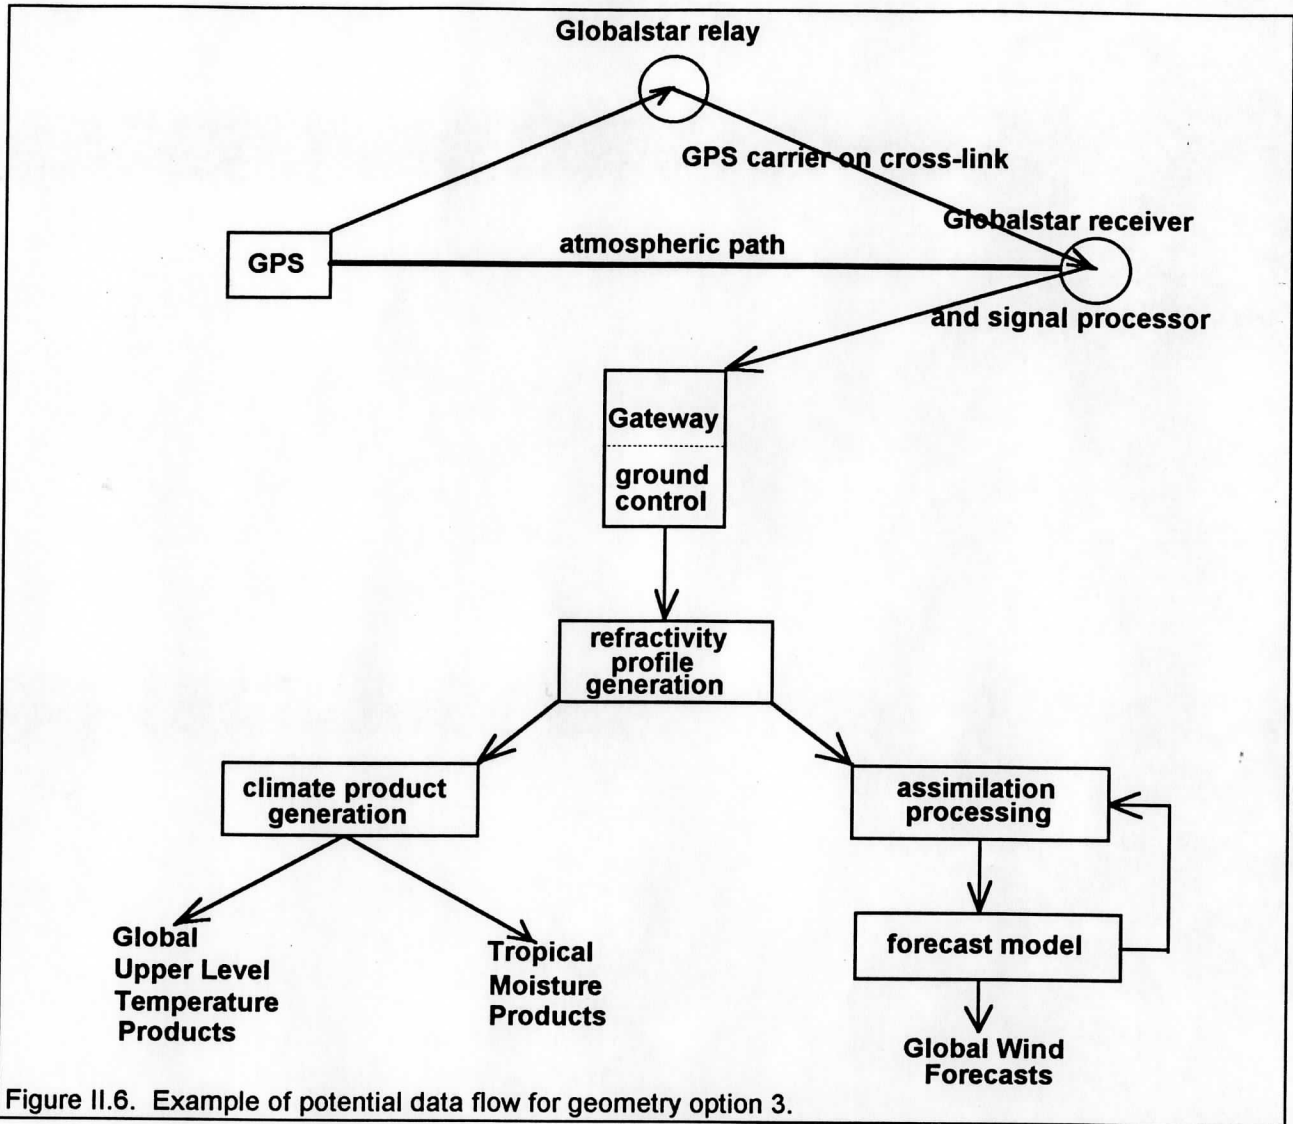 Globalstar relay
GPS carrier on cross-link
Globalstar receiver
atmospheric path
GPS
and signal processor
Gateway
ground
control
refractivity
profile
generation
climate product
generation
assimilation
processing
forecast model
Global
Upper Level
Temperature
Products
Tropical
Moisture
Products
Global Wind
Forecasts
Figure II.6. Example of potential data flow for geometry option 3.